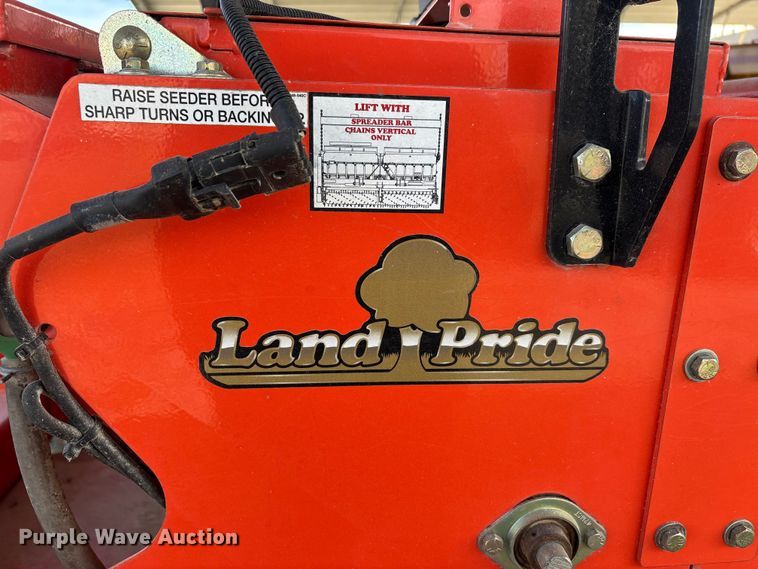 RAISE SEEDER BEFOR
SHARP TURNS OR BACKIN
LIFT WITH
SPREADER BAR
CHAINS VERTICAL
ONLY
Land Pride
Purple Wave Auction